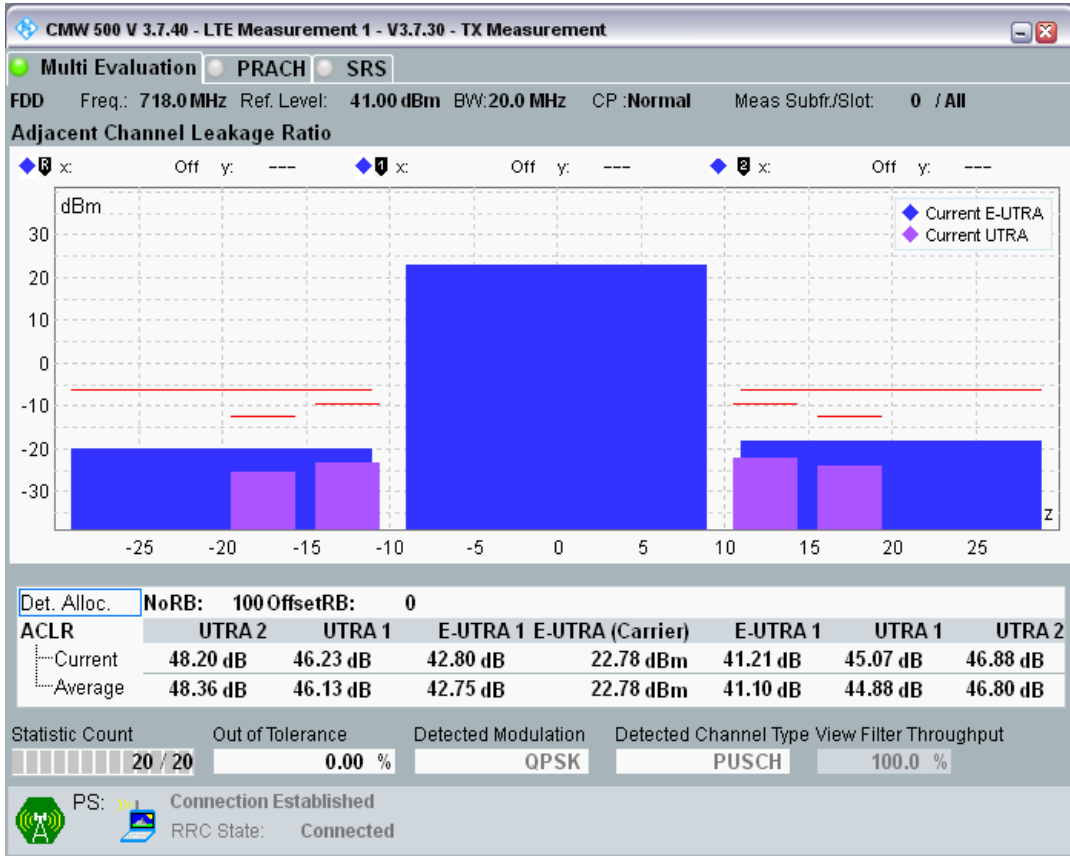 CMW 500 V 3.7.40 - LTE Measurement 1 - V3.7.30 - TX Measurement
Multi Evaluation PRACH SRS
FDD Freq.: 718.0 MHz Ref. Level: 41.00 dBm BW: 20.0 MHz CP : Normal Meas Subfr./Slot: 0 / All
Adjacent Channel Leakage Ratio
R x: Off y: --- 1 x: Off y: --- 2 x: Off y: ---
dBm
Current E-UTRA
Current UTRA
30
20
10
0
-10
-20
-30
z
-25 -20 -15 -10 -5 0 5 10 15 20 25
Det. Alloc. NoRB: 100 OffsetRB: 0
ACLR UTRA 2 UTRA 1 E-UTRA 1 E-UTRA (Carrier) E-UTRA 1 UTRA 1 UTRA 2
Current 48.20 dB 46.23 dB 42.80 dB 22.78 dBm 41.21 dB 45.07 dB 46.88 dB
Average 48.36 dB 46.13 dB 42.75 dB 22.78 dBm 41.10 dB 44.88 dB 46.80 dB
Statistic Count Out of Tolerance Detected Modulation Detected Channel Type View Filter Throughput
20 / 20 0.00 % QPSK PUSCH 100.0 %
PS: Connection Established
RRC State: Connected